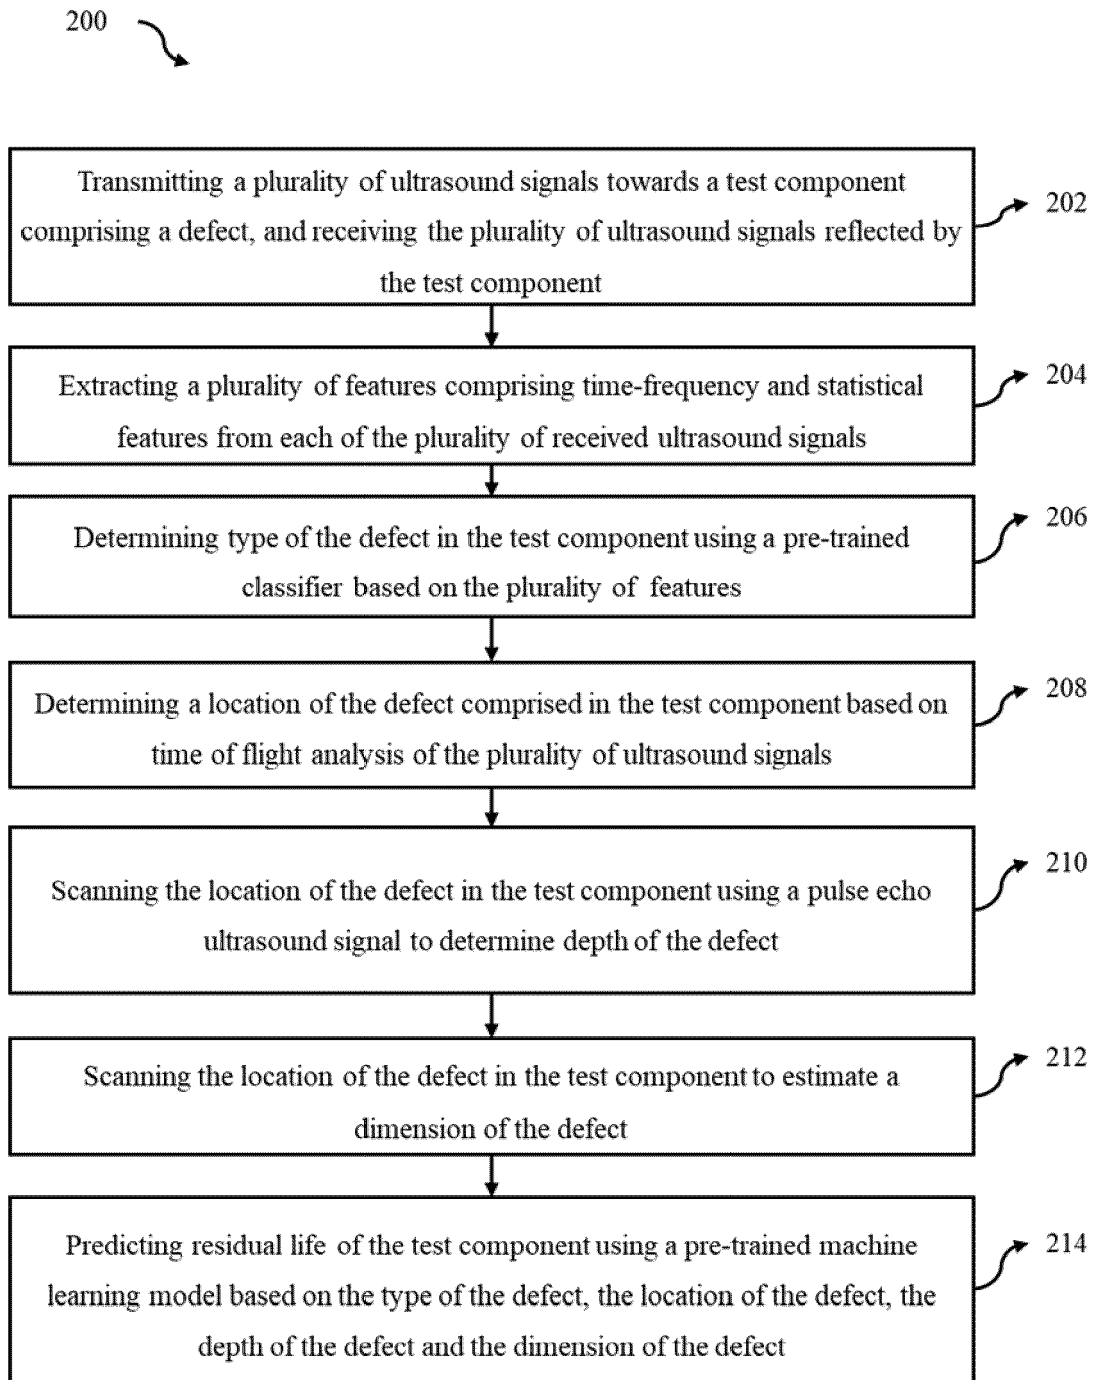 200
Transmitting a plurality of ultrasound signals towards a test component
comprising a defect, and receiving the plurality of ultrasound signals reflected by
the test component
202
Extracting a plurality of features comprising time-frequency and statistical
features from each of the plurality of received ultrasound signals
204
Determining type of the defect in the test component using a pre-trained
classifier based on the plurality of features
206
Determining a location of the defect comprised in the test component based on
time of flight analysis of the plurality of ultrasound signals
208
Scanning the location of the defect in the test component using a pulse echo
ultrasound signal to determine depth of the defect
210
Scanning the location of the defect in the test component to estimate a
dimension of the defect
212
Predicting residual life of the test component using a pre-trained machine
learning model based on the type of the defect, the location of the defect, the
depth of the defect and the dimension of the defect
214